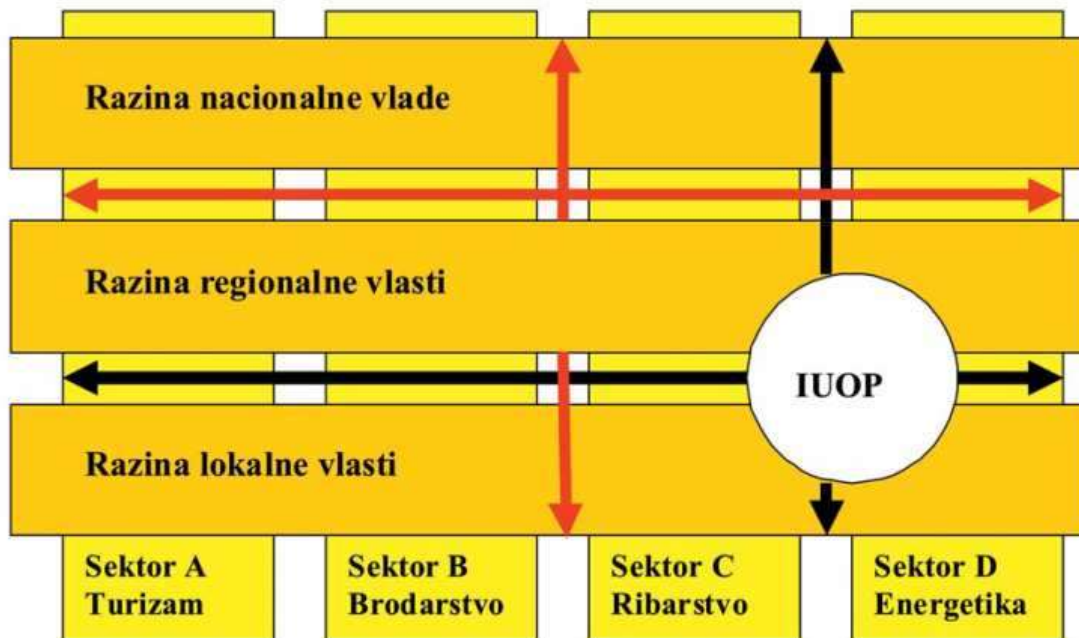 Razina nacionalne vlade
Razina regionalne vlasti
IUOP
Razina lokalne vlasti
Sektor A
Turizam
Sektor B
Brodarstvo
Sektor C
Ribarstvo
Sektor D
Energetika